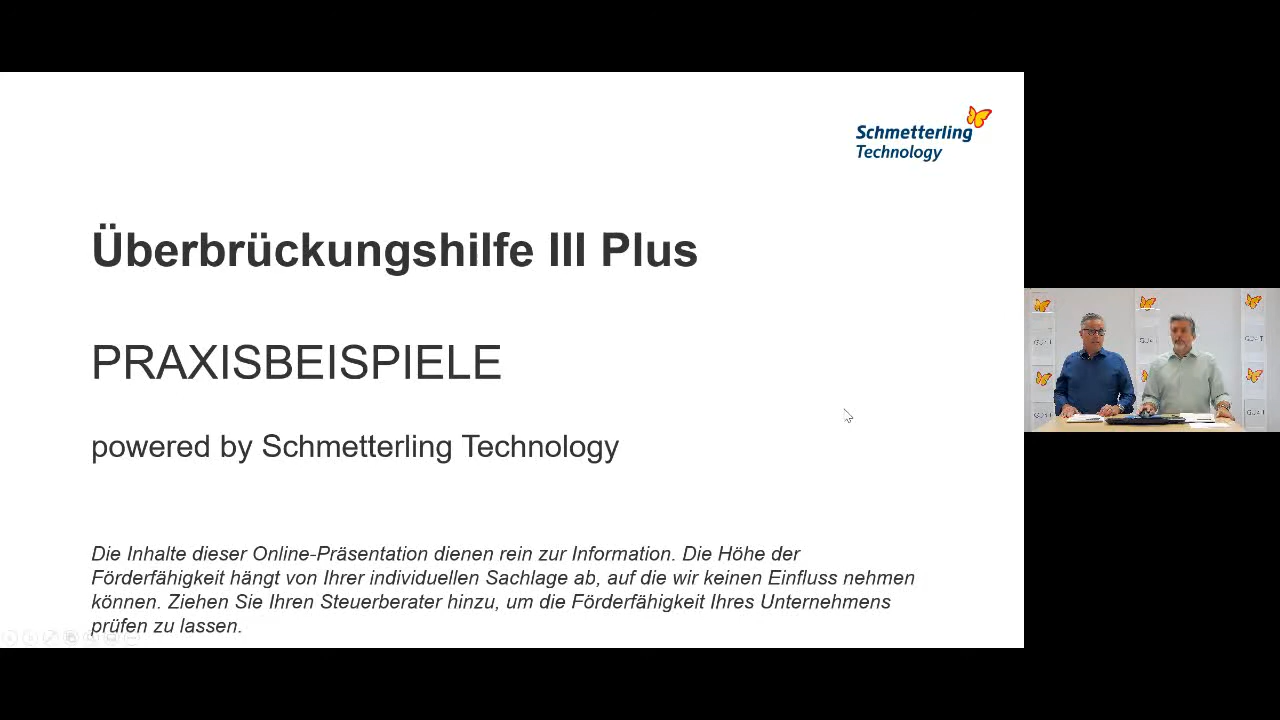 Schmetterling
Technology
Überbrückungshilfe III Plus
PRAXISBEISPIELE
powered by Schmetterling Technology
Die Inhalte dieser Online-Präsentation dienen rein zur Information. Die Höhe der
Förderfähigkeit hängt von Ihrer individuellen Sachlage ab, auf die wir keinen Einfluss nehmen
können. Ziehen Sie Ihren Steuerberater hinzu, um die Förderfähigkeit Ihres Unternehmens
prüfen zu lassen.